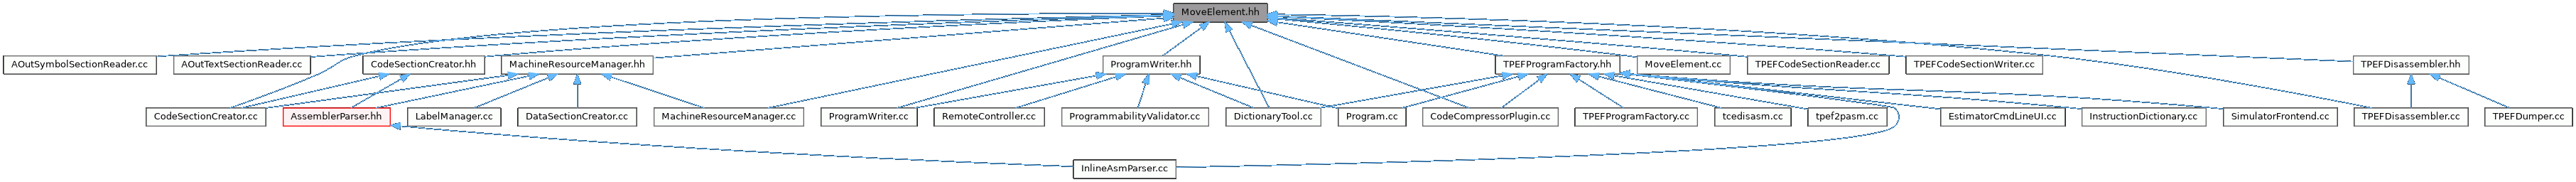 MoveElement.hh
AOutSymbolSectionReader.cc
AOutTextSectionReader.cc
CodeSectionCreator.hh
MachineResourceManager.hh
ProgramWriter.hh
TPEFProgramFactory.hh
MoveElement.cc
TPEFCodeSectionReader.cc
TPEFCodeSectionWriter.cc
TPEFDisassembler.hh
CodeSectionCreator.cc
AssemblerParser.hh
LabelManager.cc
DataSectionCreator.cc
MachineResourceManager.cc
ProgramWriter.cc
RemoteController.cc
ProgrammabilityValidator.cc
DictionaryTool.cc
Program.cc
CodeCompressorPlugin.cc
TPEFProgramFactory.cc
tcedisasm.cc
tpef2pasm.cc
EstimatorCmdLineUI.cc
InstructionDictionary.cc
SimulatorFrontend.cc
TPEFDisassembler.cc
TPEFDumper.cc
InlineAsmParser.cc